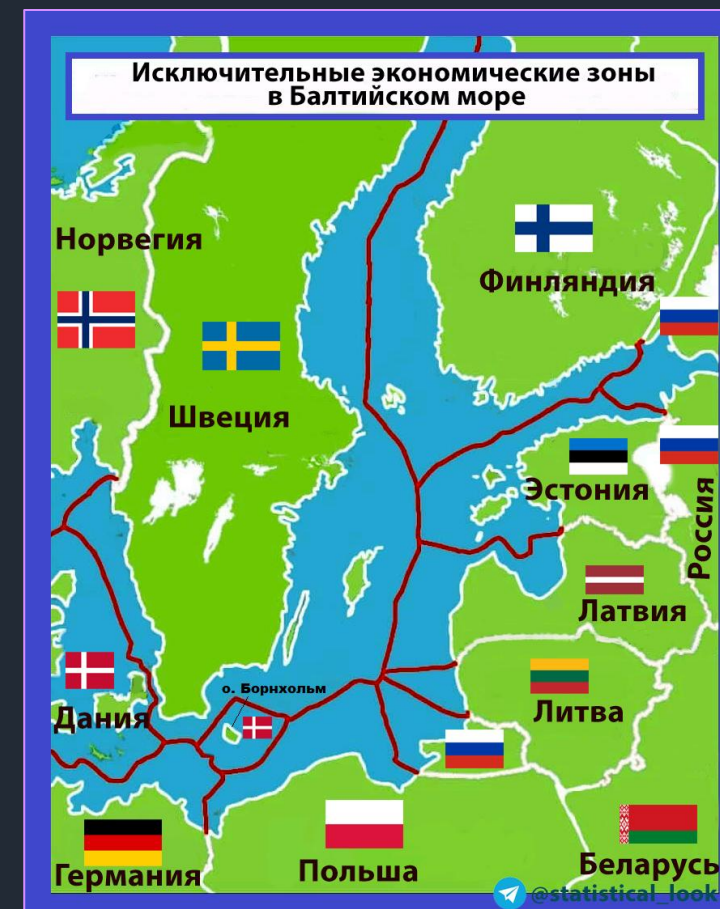 Исключительные экономические зоны
в Балтийском море
Норвегия
Финляндия
Швеция
Эстония
Россия
Латвия
о. Борнхольм
Дания
Литва
Германия
Польша
Беларусь
@statistical_look